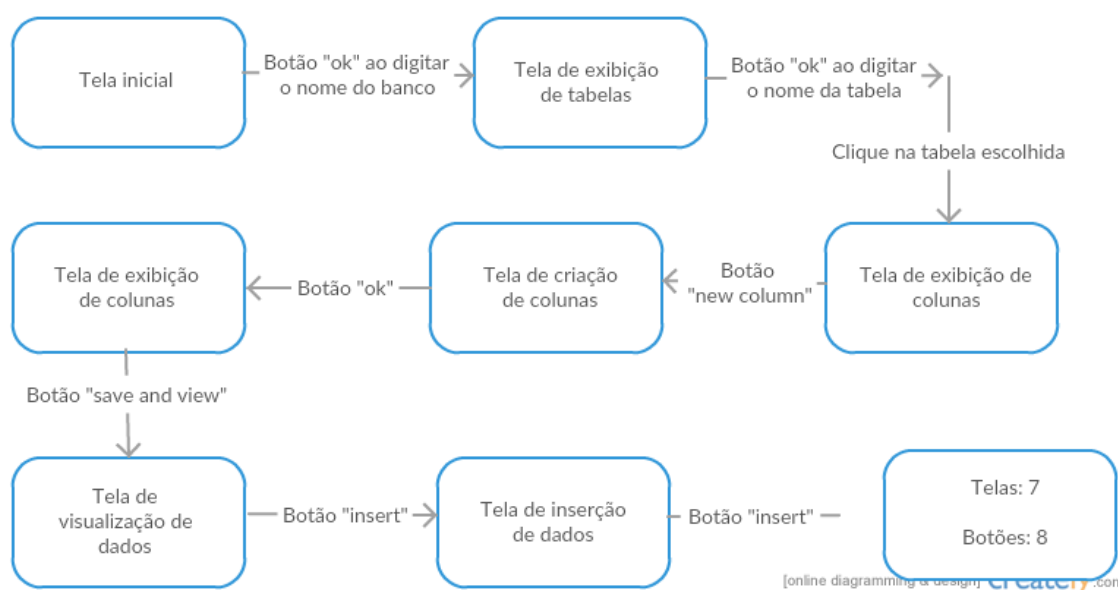 Tela inicial
Botão "ok" ao digitar
o nome do banco
Tela de exibição
de tabelas
Botão "ok" ao digitar
o nome da tabela
Clique na tabela escolhida
Tela de exibição de
colunas
Botão
"new column"
Tela de criação
de colunas
Botão "ok"
Tela de exibição
de colunas
Botão "save and view"
Tela de
visualização de
dados
Botão "insert"
Tela de inserção
de dados
Botão "insert"
Telas: 7
Botões: 8
[online diagramming & design] creately.com